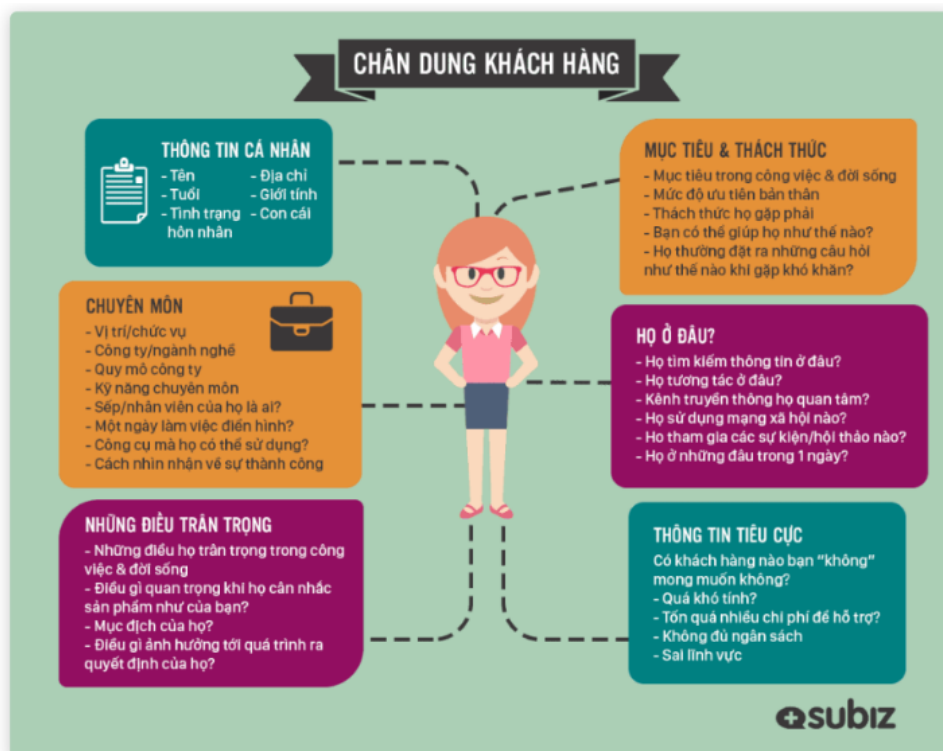 CHÂN DUNG KHÁCH HÀNG
THÔNG TIN CÁ NHÂN
- Tên
- Tuổi
- Tình trạng
hôn nhân
- Địa chỉ
- Giới tính
- Con cái
MỤC TIÊU & THÁCH THỨC
- Mục tiêu trong công việc & đời sống
- Mức độ ưu tiên bản thân
- Thách thức họ gặp phải
- Bạn có thể giúp họ như thế nào?
- Họ thường đặt ra những câu hỏi
như thế nào khi gặp khó khăn?
CHUYÊN MÔN
- Vị trí/chức vụ
- Công ty/ngành nghề
- Quy mô công ty
- Kỹ năng chuyên môn
- Sếp/nhân viên của họ là ai?
- Một ngày làm việc điển hình?
- Công cụ mà họ có thể sử dụng?
- Cách nhìn nhận về sự thành công
HỌ Ở ĐÂU?
- Họ tìm kiếm thông tin ở đâu?
- Họ tương tác ở đâu?
- Kênh truyền thông họ quan tâm?
- Họ sử dụng mạng xã hội nào?
- Ho tham gia các sự kiện/hội thảo nào?
- Họ ở những đâu trong 1 ngày?
NHỮNG ĐIỀU TRÂN TRỌNG
- Những điều họ trân trọng trong công
việc & đời sống
- Điều gì quan trọng khi họ cân nhắc
sản phẩm như của bạn?
- Mục địch của họ?
- Điều gì ảnh hưởng tới quá trình ra
quyết định của họ?
THÔNG TIN TIÊU CỰC
Có khách hàng nào bạn "không"
mong muốn không?
- Quá khó tính?
- Tốn quá nhiều chi phí để hỗ trợ?
- Không đủ ngân sách
- Sai lĩnh vực
subiz